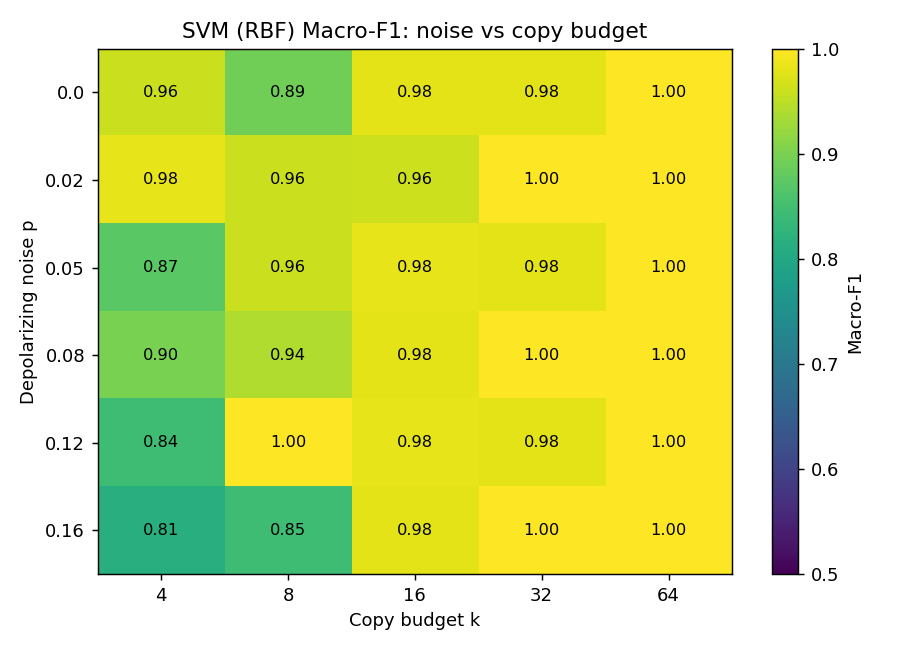 SVM (RBF) Macro-F1: noise vs copy budget
0.0 0.96 0.89 0.98 0.98 1.00
0.02 0.98 0.96 0.96 1.00 1.00
0.05 0.87 0.96 0.98 0.98 1.00
0.08 0.90 0.94 0.98 1.00 1.00
0.12 0.84 1.00 0.98 0.98 1.00
0.16 0.81 0.85 0.98 1.00 1.00
4 8 16 32 64
Copy budget k
Depolarizing noise p
1.0
0.9
0.8
0.7
0.6
0.5
Macro-F1